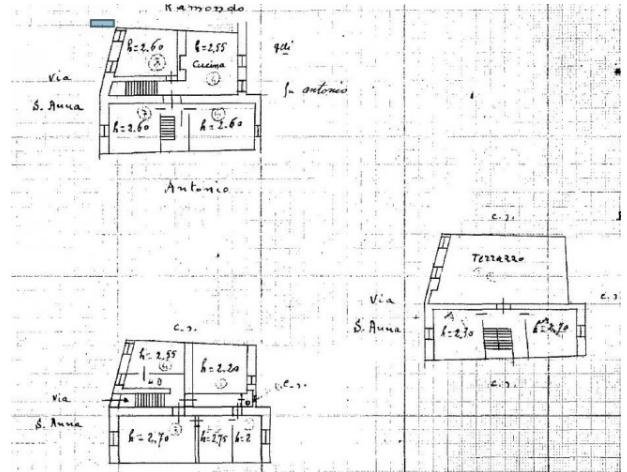 Ramondo
h=2.60
h=2,55
Cucina
Via
S. Anna
h=2.60
h=2.60
antonio
Antonio
c.s.
Terrazzo
Via
S. Anna
c.s.
h=2,70
c.s.
c.s.
h=2,55
h=2.20
c.s.
Via
S. Anna
h=2,70
h=2,75
h=2